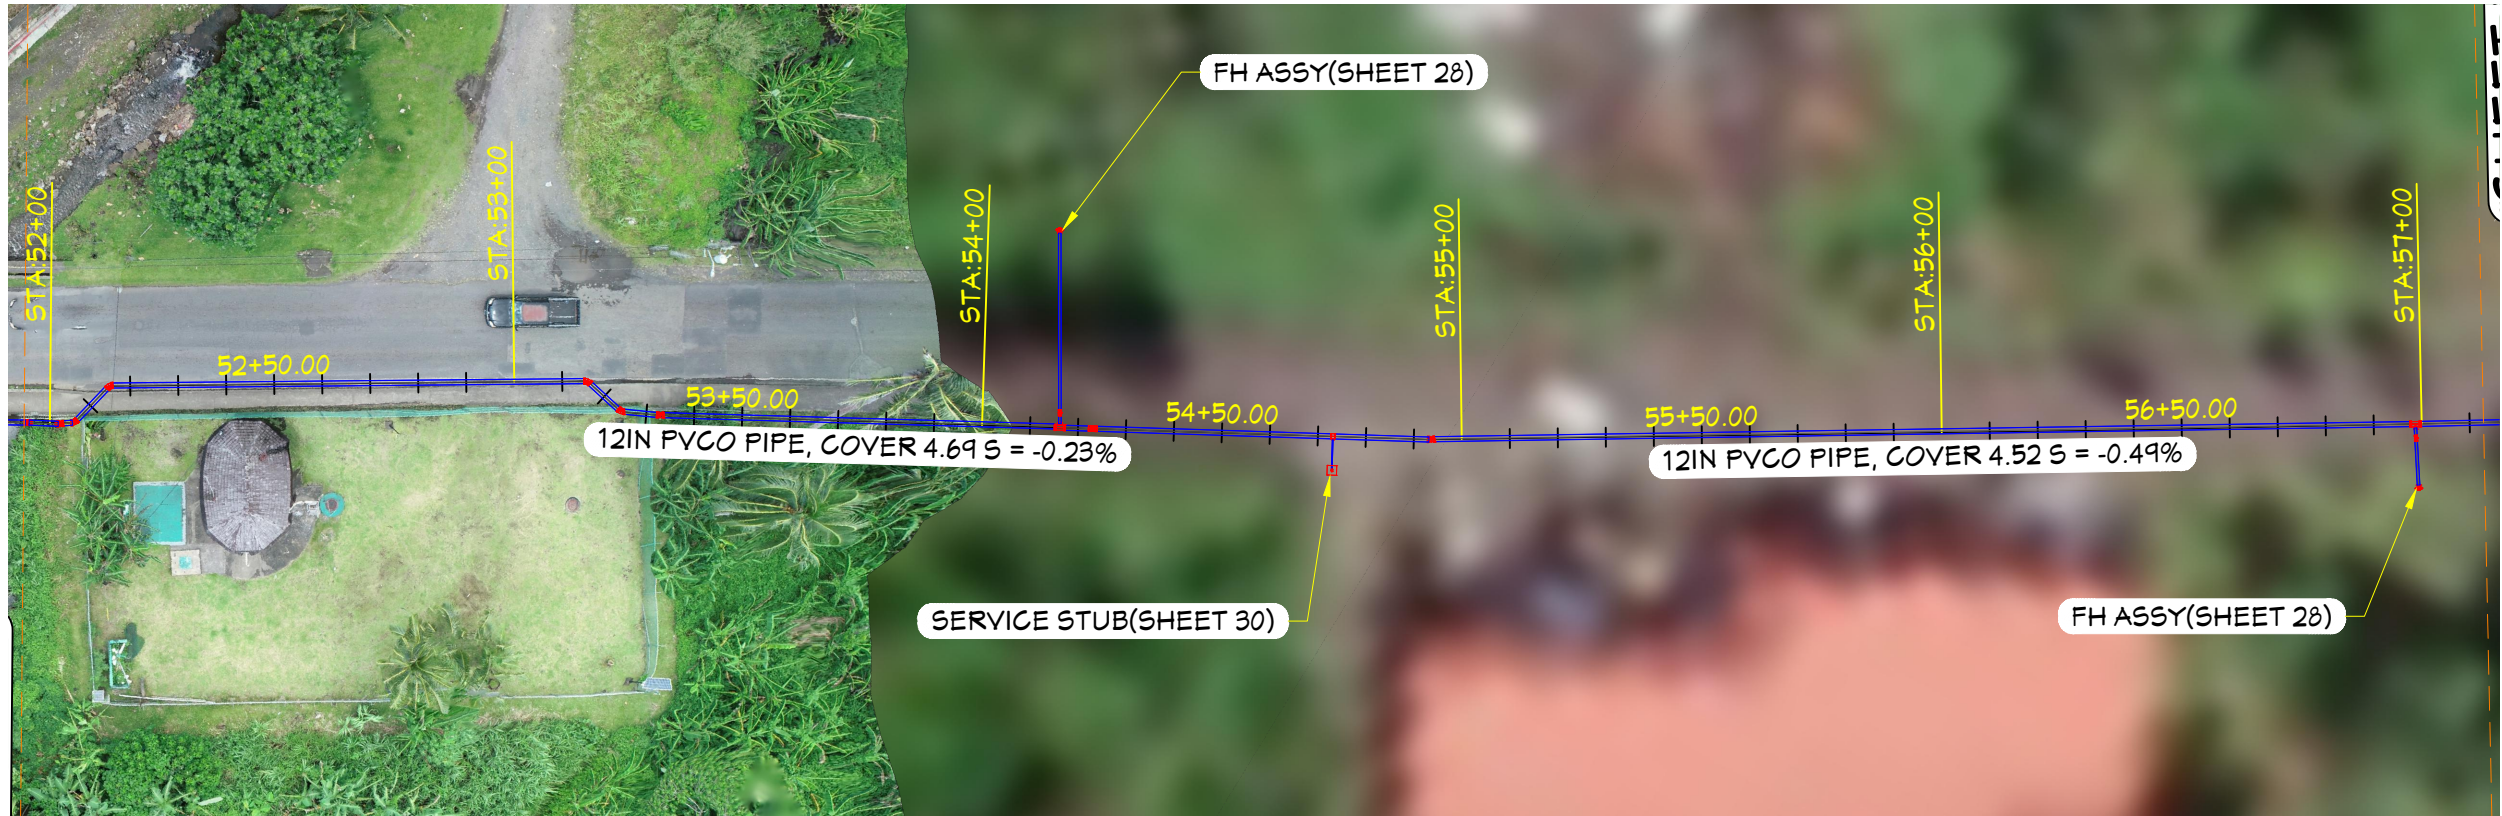 FH ASSY(SHEET 28)
STA:52+00
STA:53+00
STA:54+00
STA:55+00
STA:56+00
STA:57+00
52+50.00
53+50.00
54+50.00
55+50.00
56+50.00
12IN PVCO PIPE, COVER 4.69 S = -0.23%
12IN PVCO PIPE, COVER 4.52 S = -0.49%
SERVICE STUB(SHEET 30)
FH ASSY(SHEET 28)